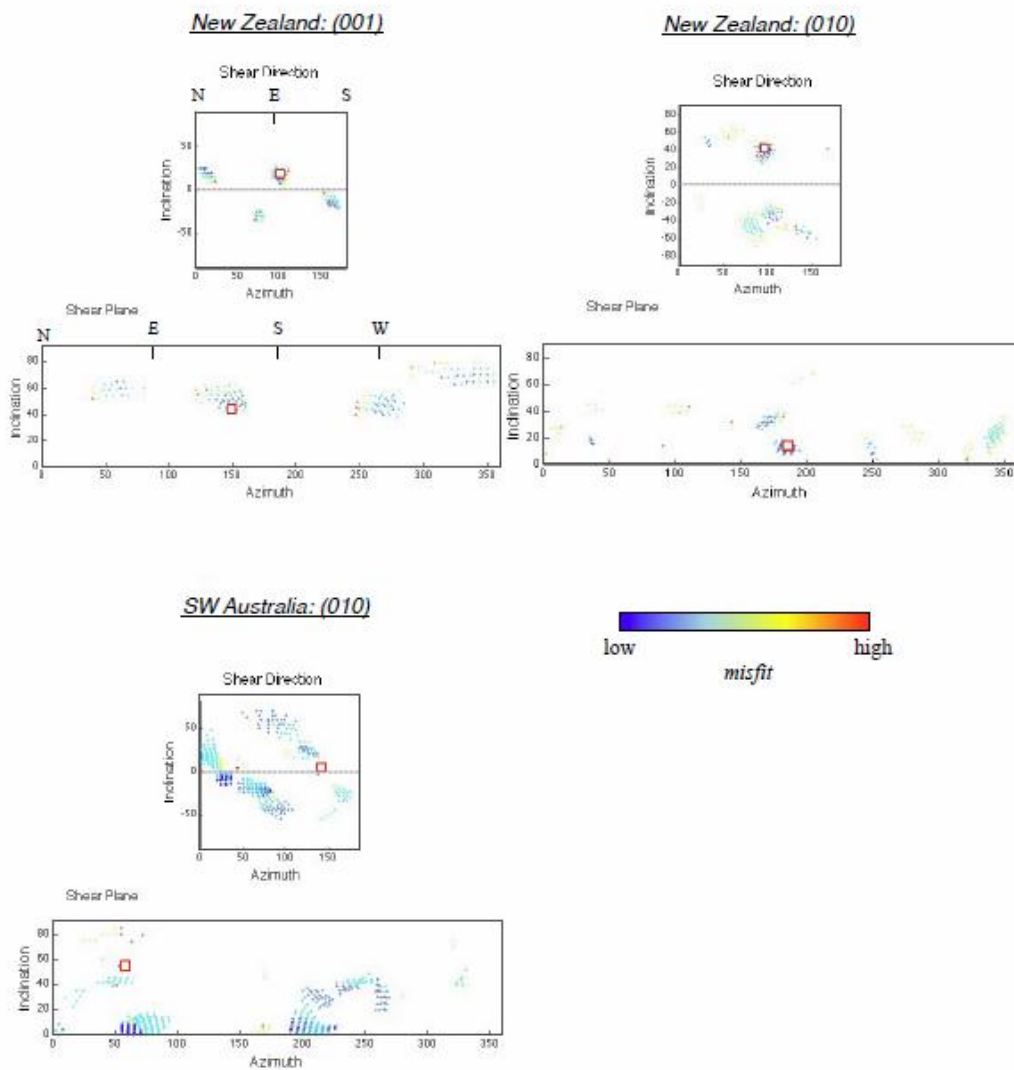 New Zealand: (001)
Shear Direction
N E S
50
0
-50
0 50 100 150
Inclination
Azimuth
Shear Plane
N E S W
80
60
40
20
0
0 50 100 150 200 250 300 350
Inclination
Azimuth
New Zealand: (010)
Shear Direction
80
60
40
20
0
-20
-40
-60
-80
0 50 100 150
Inclination
Azimuth
Shear Plane
80
60
40
20
0
0 50 100 150 200 250 300 350
Inclination
Azimuth
SW Australia: (010)
Shear Direction
50
0
-50
0 50 100 150
Inclination
Azimuth
Shear Plane
80
60
40
20
0
0 50 100 150 200 250 300 350
Inclination
Azimuth
low high
misfit